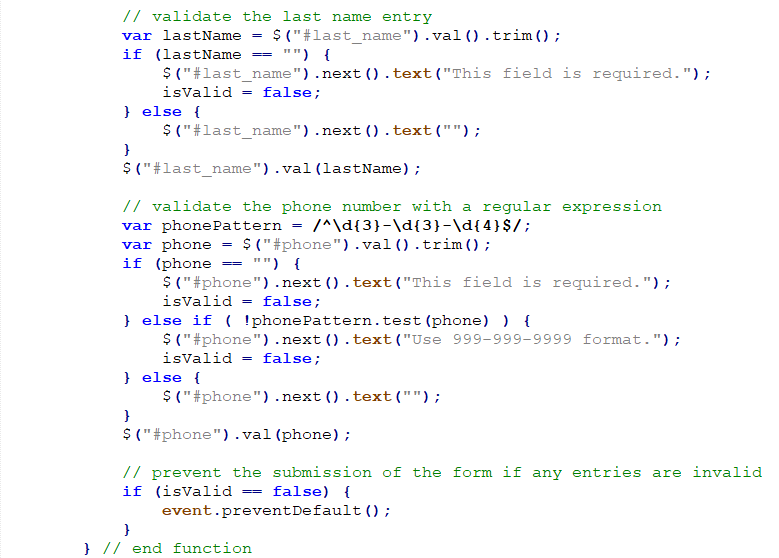 // validate the last name entry
var lastName = $("#last_name").val().trim();
if (lastName == "") {
$("#last_name").next().text("This field is required.");
isValid = false;
} else {
$("#last_name").next().text("");
}
$("#last_name").val(lastName);
// validate the phone number with a regular expression
var phonePattern = /^\d{3}-\d{3}-\d{4}$/;
var phone = $("#phone").val().trim();
if (phone == "") {
$("#phone").next().text("This field is required.");
isValid = false;
} else if ( !phonePattern.test(phone) ) {
$("#phone").next().text("Use 999-999-9999 format.");
isValid = false;
} else {
$("#phone").next().text("");
}
$("#phone").val(phone);
// prevent the submission of the form if any entries are invalid
if (isValid == false) {
event.preventDefault();
}
} // end function